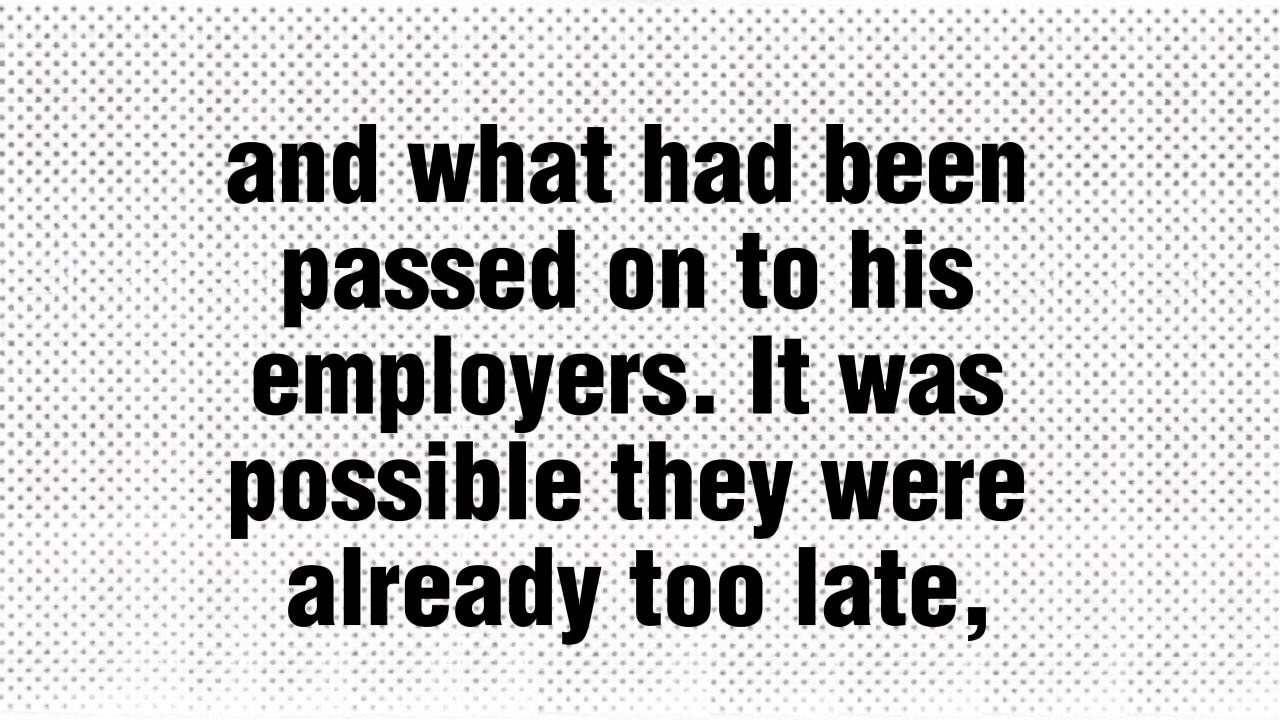 and what had been
passed on to his
employers. It was
possible they were
already too late,